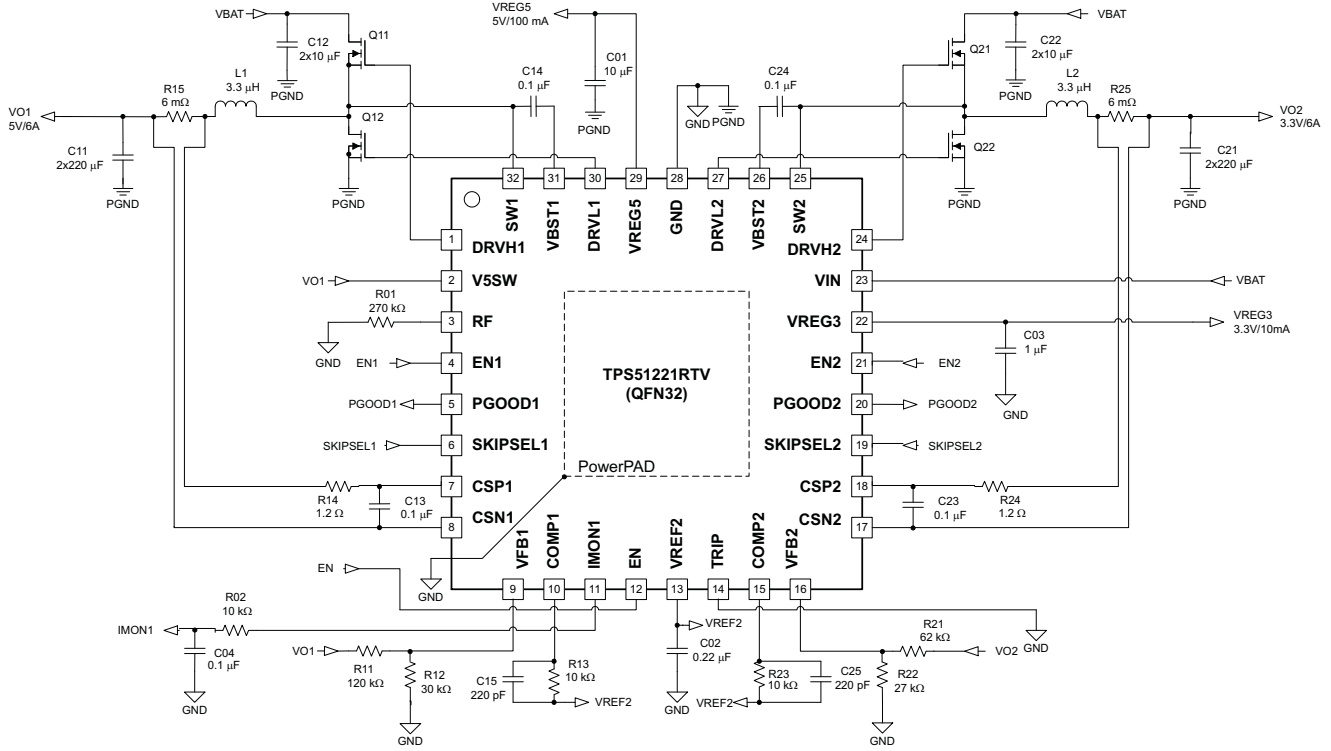 VBAT
C12
2x10 µF
PGND
Q11
VREG5
5V/100 mA
C01
10 µF
PGND
C14
0.1 µF
GND
PGND
C24
0.1 µF
Q21
C22
2x10 µF
PGND
VBAT
VO1
5V/6A
R15
6 mΩ
L1
3.3 µH
C11
2x220 µF
PGND
Q12
PGND
Q22
PGND
L2
3.3 µH
R25
6 mΩ
VO2
3.3V/6A
C21
2x220 µF
PGND
32
31
30
29
28
27
26
25
SW1
VBST1
DRVL1
VREG5
GND
DRVL2
VBST2
SW2
1
DRVH1
DRVH2
24
VO1
2
V5SW
VIN
23
VBAT
R01
270 kΩ
GND
3
RF
VREG3
22
VREG3
3.3V/10mA
C03
1 µF
GND
EN1
4
EN1
EN2
21
EN2
TPS51221RTV
(QFN32)
PGOOD1
5
PGOOD1
PGOOD2
20
PGOOD2
SKIPSEL1
6
SKIPSEL1
SKIPSEL2
19
SKIPSEL2
PowerPAD
R14
1.2 Ω
C13
0.1 µF
7
CSP1
CSP2
18
C23
0.1 µF
R24
1.2 Ω
8
CSN1
CSN2
17
VFB1
COMP1
IMON1
EN
VREF2
TRIP
COMP2
VFB2
9
10
11
12
13
14
15
16
GND
EN
R02
10 kΩ
IMON1
C04
0.1 µF
GND
VO1
R11
120 kΩ
R12
30 kΩ
GND
C15
220 pF
R13
10 kΩ
VREF2
VREF2
C02
0.22 µF
GND
R23
10 kΩ
VREF2
C25
220 pF
R21
62 kΩ
VO2
R22
27 kΩ
GND
GND